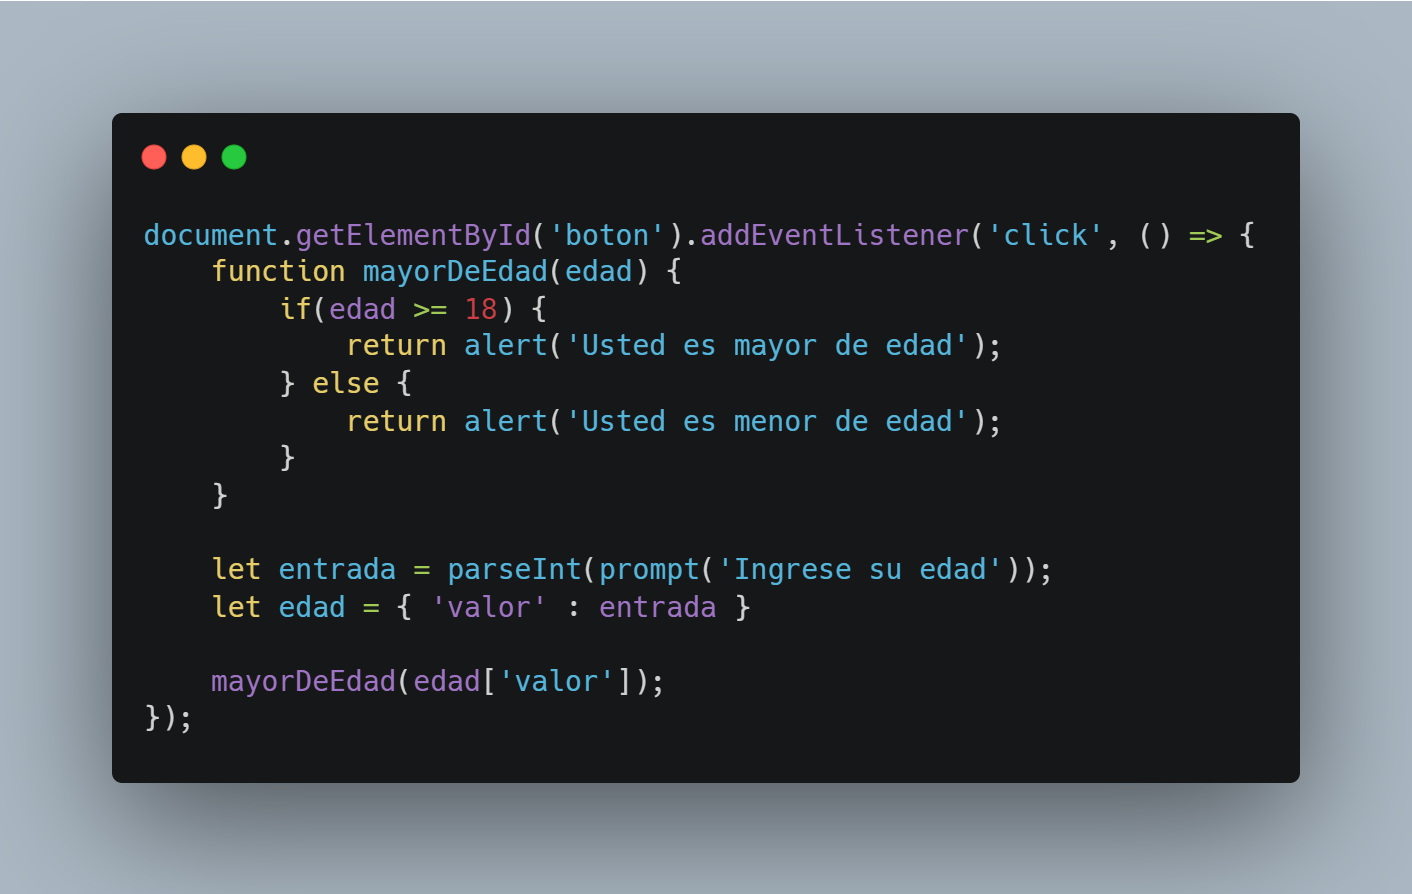 document.getElementById('boton').addEventListener('click', () => {
    function mayorDeEdad(edad) {
        if(edad >= 18) {
            return alert('Usted es mayor de edad');
        } else {
            return alert('Usted es menor de edad');
        }
    }

    let entrada = parseInt(prompt('Ingrese su edad'));
    let edad = { 'valor' : entrada }

    mayorDeEdad(edad['valor']);
});